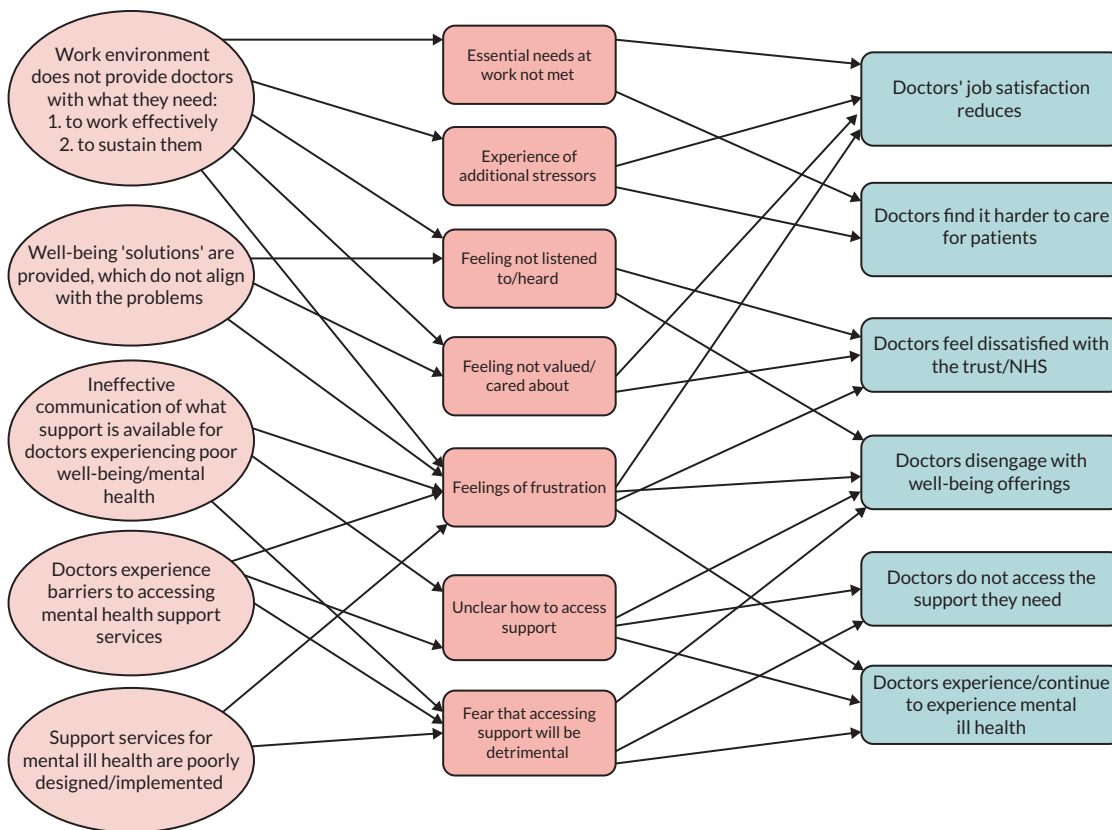 Work environment
does not provide doctors
with what they need:
1. to work effectively
2. to sustain them
Well-being 'solutions' are
provided, which do not align
with the problems
Ineffective
communication of what
support is available for
doctors experiencing poor
well-being/mental
health
Doctors experience
barriers to accessing
mental health support
services
Support services for
mental ill health are poorly
designed/implemented
Essential needs at
work not met
Experience of
additional stressors
Feeling not listened
to/heard
Feeling not valued/
cared about
Feelings of frustration
Unclear how to access
support
Fear that accessing
support will be
detrimental
Doctors' job satisfaction
reduces
Doctors find it harder to care
for patients
Doctors feel dissatisfied with
the trust/NHS
Doctors disengage with
well-being offerings
Doctors do not access the
support they need
Doctors experience/continue
to experience mental
ill health